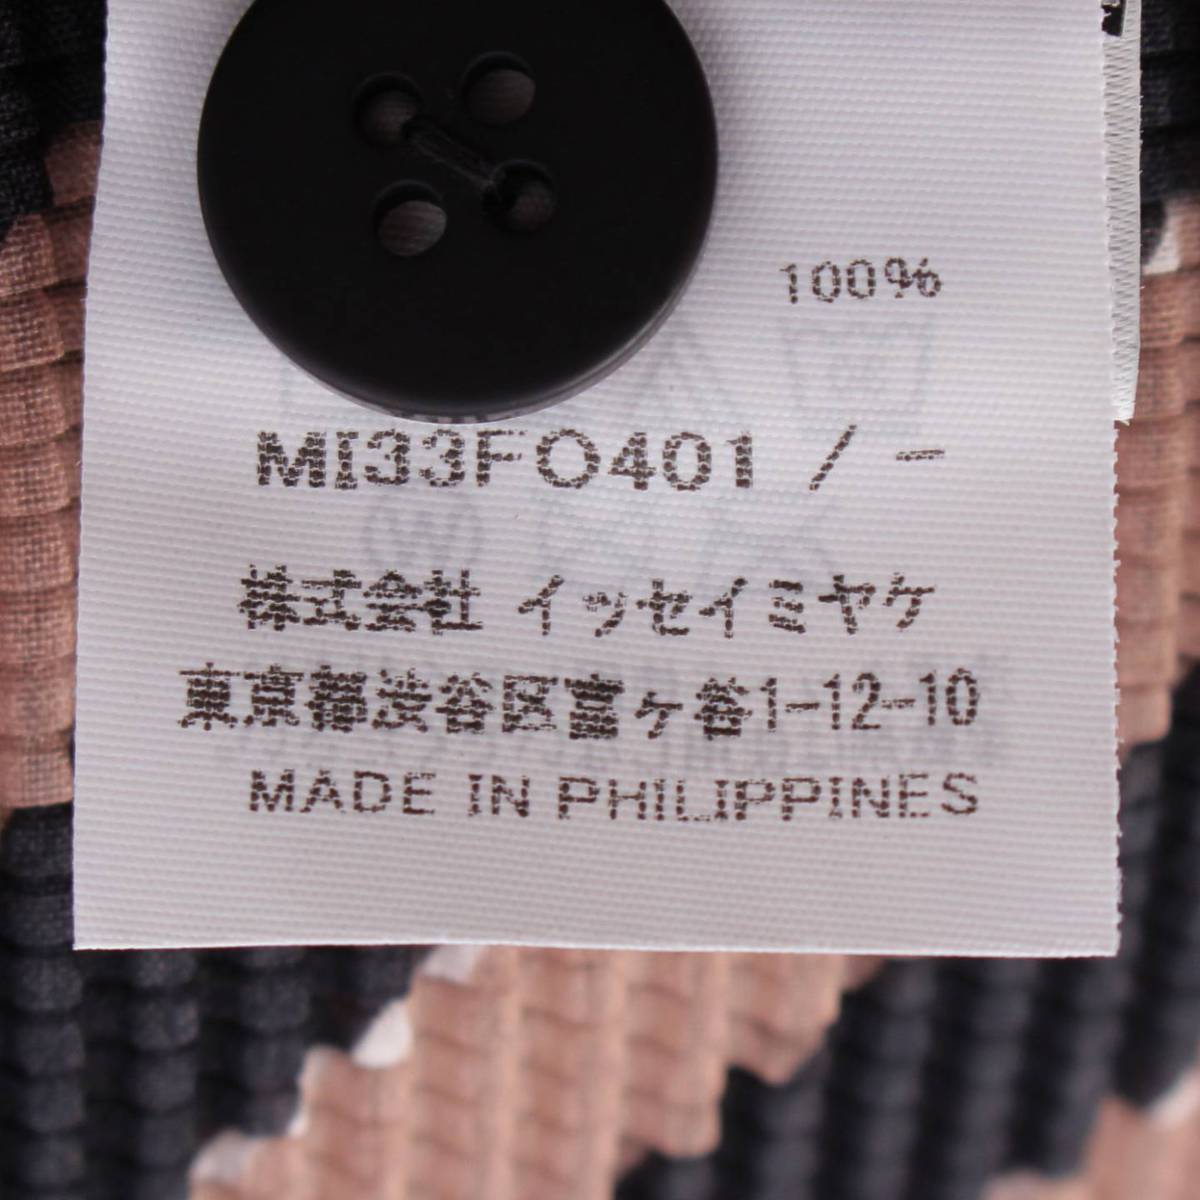 100%
MI33FO401 / -
株式会社 イッセイミヤケ
東京都渋谷区富ヶ谷1-12-10
MADE IN PHILIPPINES